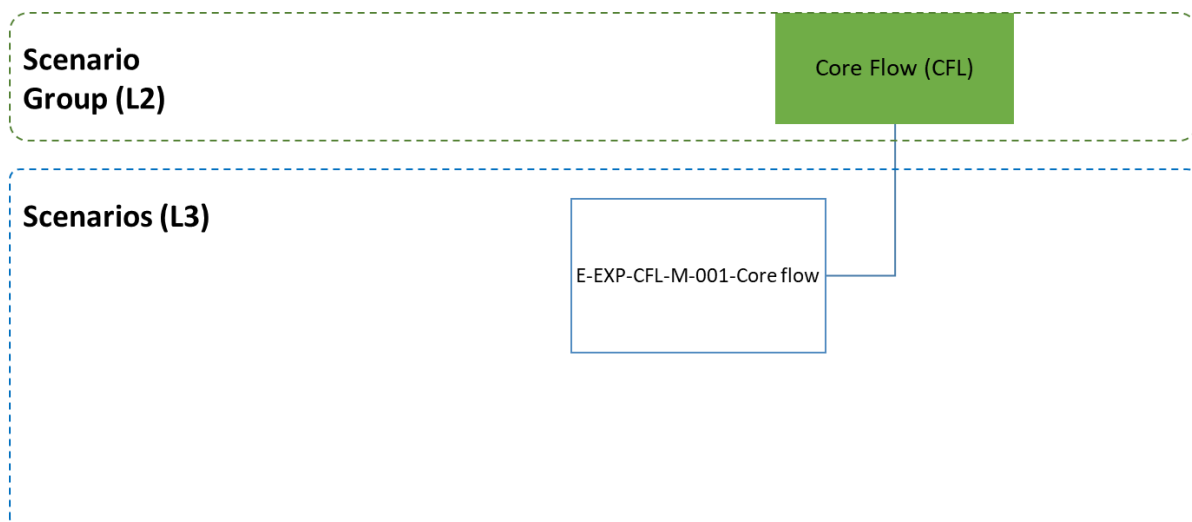 Scenario
Group (L2)
Core Flow (CFL)
Scenarios (L3)
E-EXP-CFL-M-001-Core flow